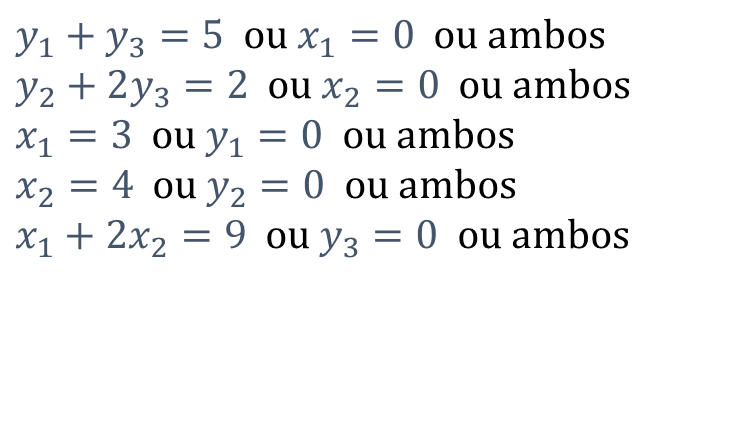 y₁ + y₃ = 5 ou x₁ = 0 ou ambos
y₂ + 2y₃ = 2 ou x₂ = 0 ou ambos
x₁ = 3 ou y₁ = 0 ou ambos
x₂ = 4 ou y₂ = 0 ou ambos
x₁ + 2x₂ = 9 ou y₃ = 0 ou ambos